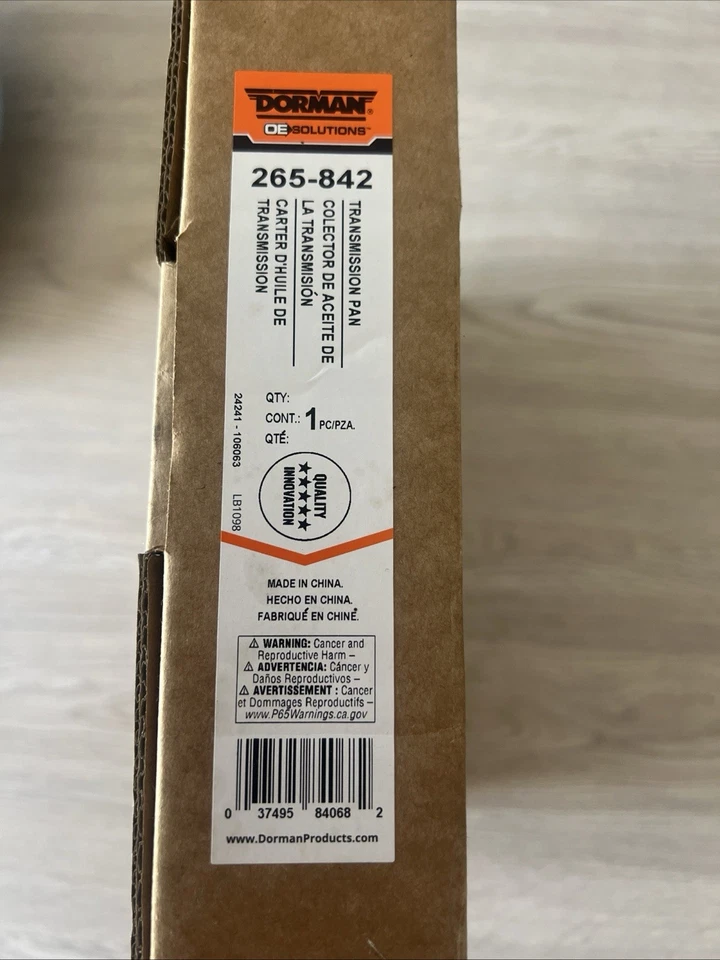 DORMAN®
OE SOLUTIONS™
265-842
TRANSMISSION PAN
COLECTOR DE ACEITE DE
LA TRANSMISIÓN
CARTER D'HUILE DE
TRANSMISSION
24241 - 106063 LB1098
QTY:
CONT.: 1 PC/PZA.
QTÉ:
QUALITY
★★★★★
INNOVATION
MADE IN CHINA.
HECHO EN CHINA.
FABRIQUÉ EN CHINE.
⚠ WARNING: Cancer and
Reproductive Harm –
⚠ ADVERTENCIA: Cáncer y
Daños Reproductivos –
⚠ AVERTISSEMENT : Cancer
et Dommages Reproductifs –
www.P65Warnings.ca.gov
0 37495 84068 2
www.DormanProducts.com